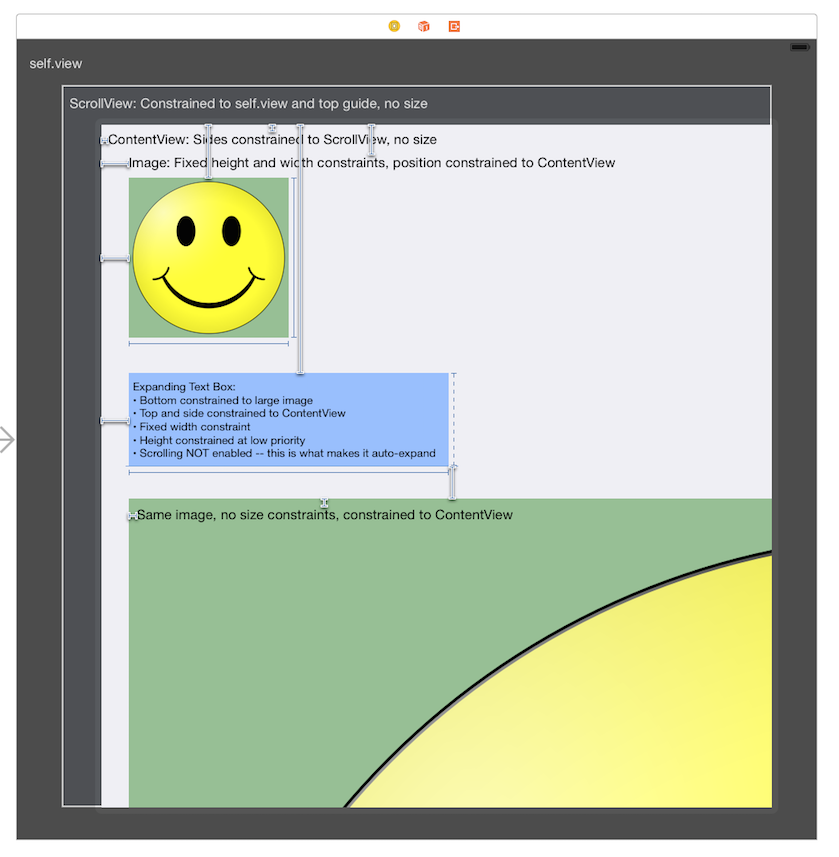 self.view
ScrollView: Constrained to self.view and top guide, no size
ContentView: Sides constrained to ScrollView, no size
Image: Fixed height and width constraints, position constrained to ContentView
Expanding Text Box:
• Bottom constrained to large image
• Top and side constrained to ContentView
• Fixed width constraint
• Height constrained at low priority
• Scrolling NOT enabled -- this is what makes it auto-expand
Same image, no size constraints, constrained to ContentView